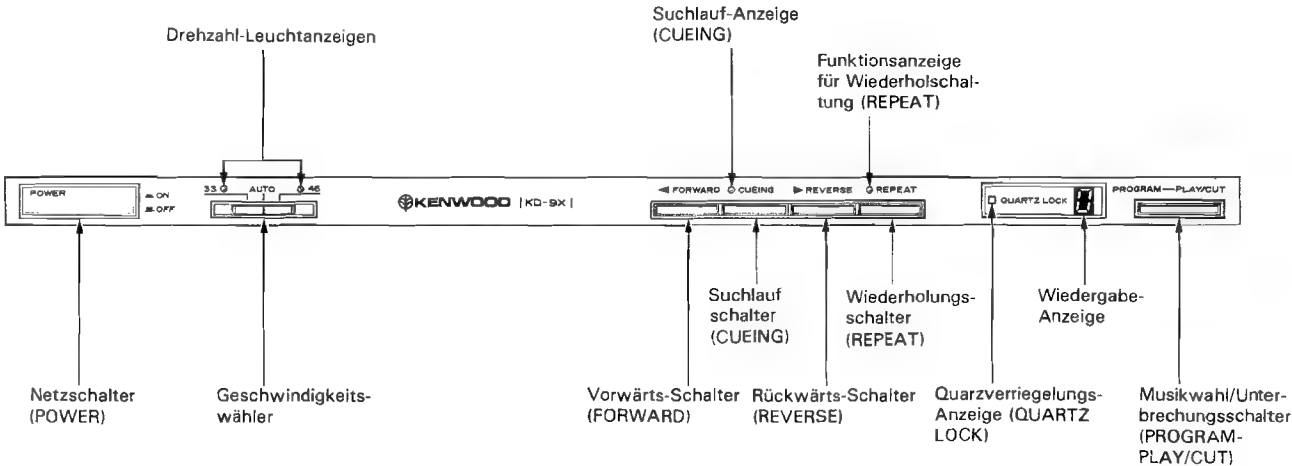 Drehzahl-Leuchtanzeigen
Suchlauf-Anzeige
(CUEING)
Funktionsanzeige
für Wiederholschal-
tung (REPEAT)
POWER
ON
OFF
33 AUTO 45
KENWOOD | KD-9X |
◀ FORWARD CUEING ▶ REVERSE REPEAT
QUARTZ LOCK
PROGRAM—PLAY/CUT
Suchlauf
schalter
(CUEING)
Wiederholungs-
schalter
(REPEAT)
Wiedergabe-
Anzeige
Netzschalter
(POWER)
Geschwindigkeits-
wähler
Vorwärts-Schalter
(FORWARD)
Rückwärts-Schalter
(REVERSE)
Quarzverriegelungs-
Anzeige (QUARTZ
LOCK)
Musikwahl/Unter-
brechungsschalter
(PROGRAM-
PLAY/CUT)